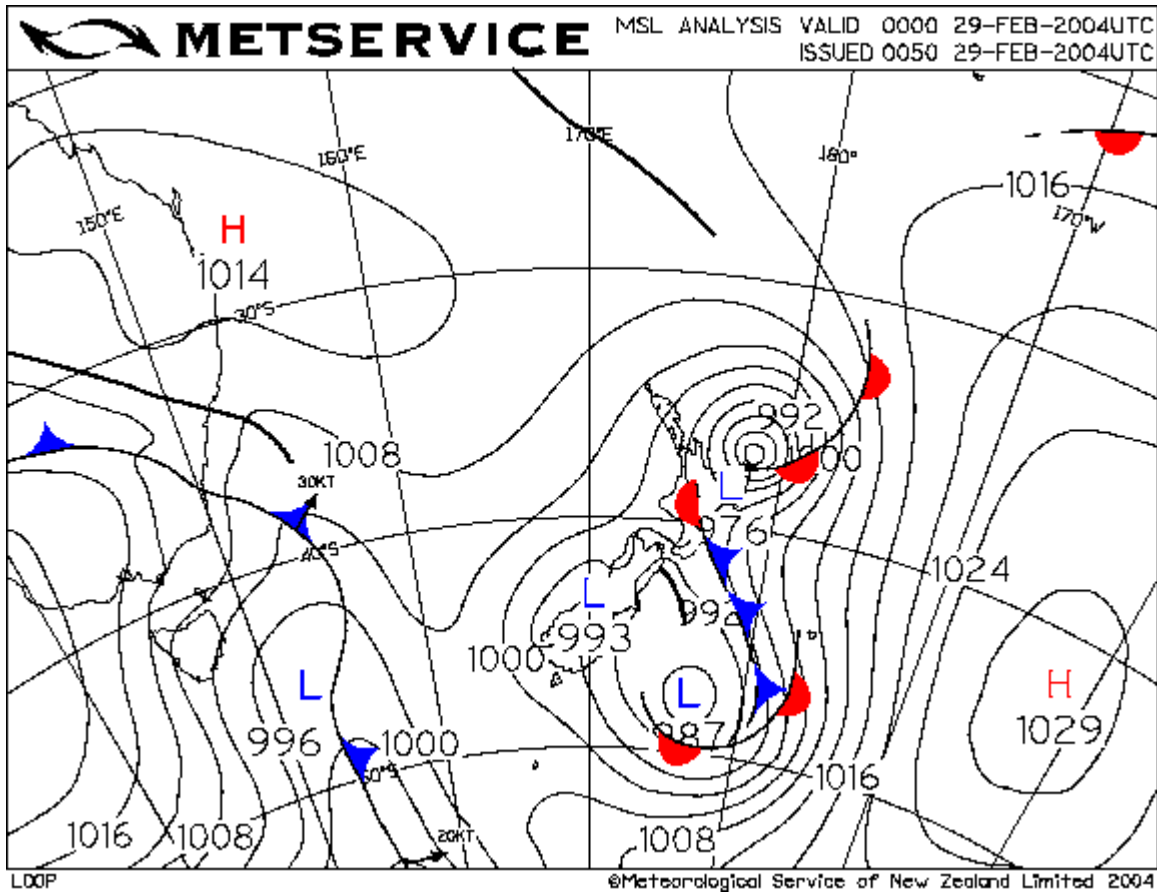 METSERVICE
MSL ANALYSIS VALID 0000 29-FEB-2004UTC
ISSUED 0050 29-FEB-2004UTC
170°E
160°E
180°
1016
150°E
170°W
H
1014
30°S
992
1008
1000
30KT
L
976
40°S
1024
L
992
993
1000
L
L
H
987
1029
996
1000
50°S
1016
1016
1008
20KT
1008
LOOP
©Meteorological Service of New Zealand Limited 2004